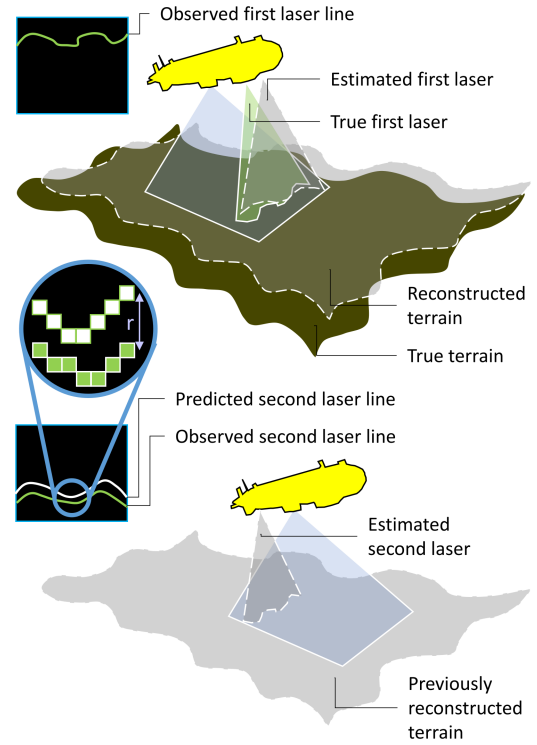 Observed first laser line
Estimated first laser
True first laser
Reconstructed
terrain
True terrain
r
Predicted second laser line
Observed second laser line
Estimated
second laser
Previously
reconstructed
terrain